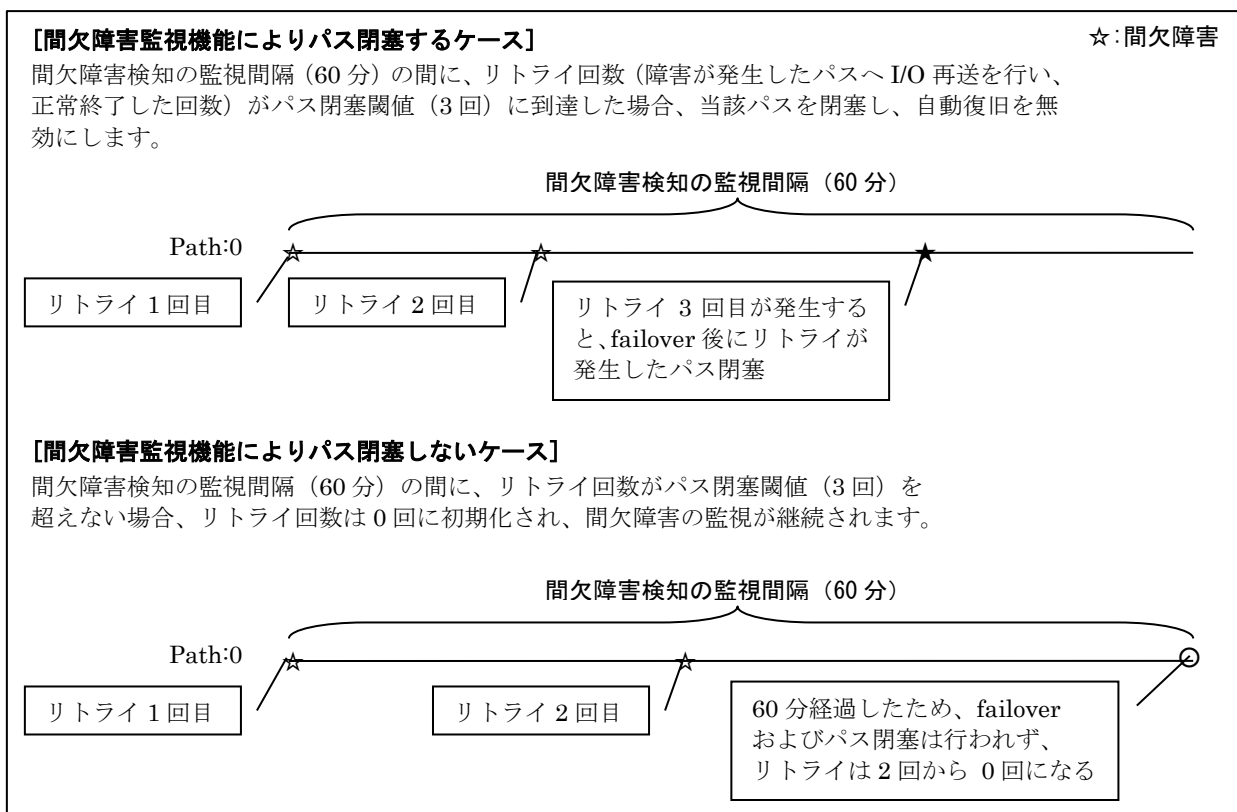 [間欠障害監視機能によりパス閉塞するケース]
☆:間欠障害
間欠障害検知の監視間隔（60 分）の間に、リトライ回数（障害が発生したパスへ I/O 再送を行い、
正常終了した回数）がパス閉塞閾値（3 回）に到達した場合、当該パスを閉塞し、自動復旧を無
効にします。
間欠障害検知の監視間隔（60 分）
Path:0
リトライ 1 回目
リトライ 2 回目
リトライ 3 回目が発生する
と、failover 後にリトライが
発生したパス閉塞
[間欠障害監視機能によりパス閉塞しないケース]
間欠障害検知の監視間隔（60 分）の間に、リトライ回数がパス閉塞閾値（3 回）を
超えない場合、リトライ回数は 0 回に初期化され、間欠障害の監視が継続されます。
間欠障害検知の監視間隔（60 分）
Path:0
リトライ 1 回目
リトライ 2 回目
60 分経過したため、failover
およびパス閉塞は行われず、
リトライは 2 回から 0 回になる